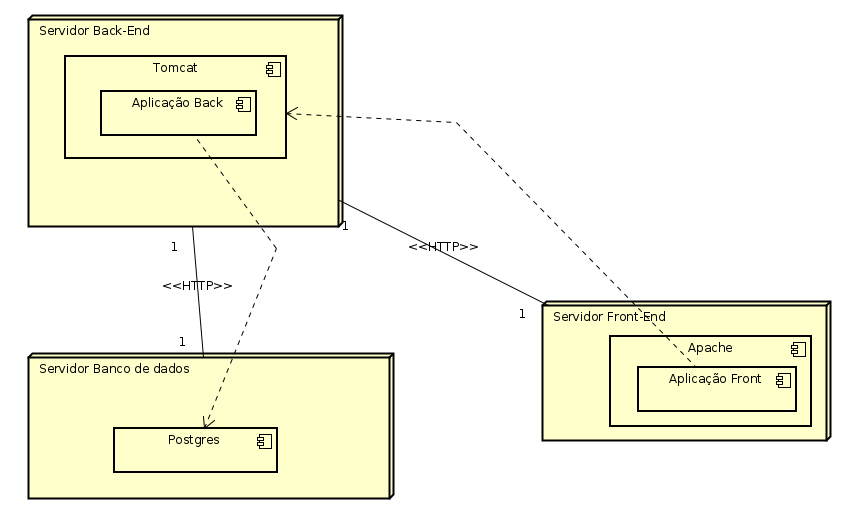 Servidor Back-End
Tomcat
Aplicação Back
1
1
<<HTTP>>
<<HTTP>>
1
1
Servidor Front-End
Apache
Aplicação Front
Servidor Banco de dados
Postgres